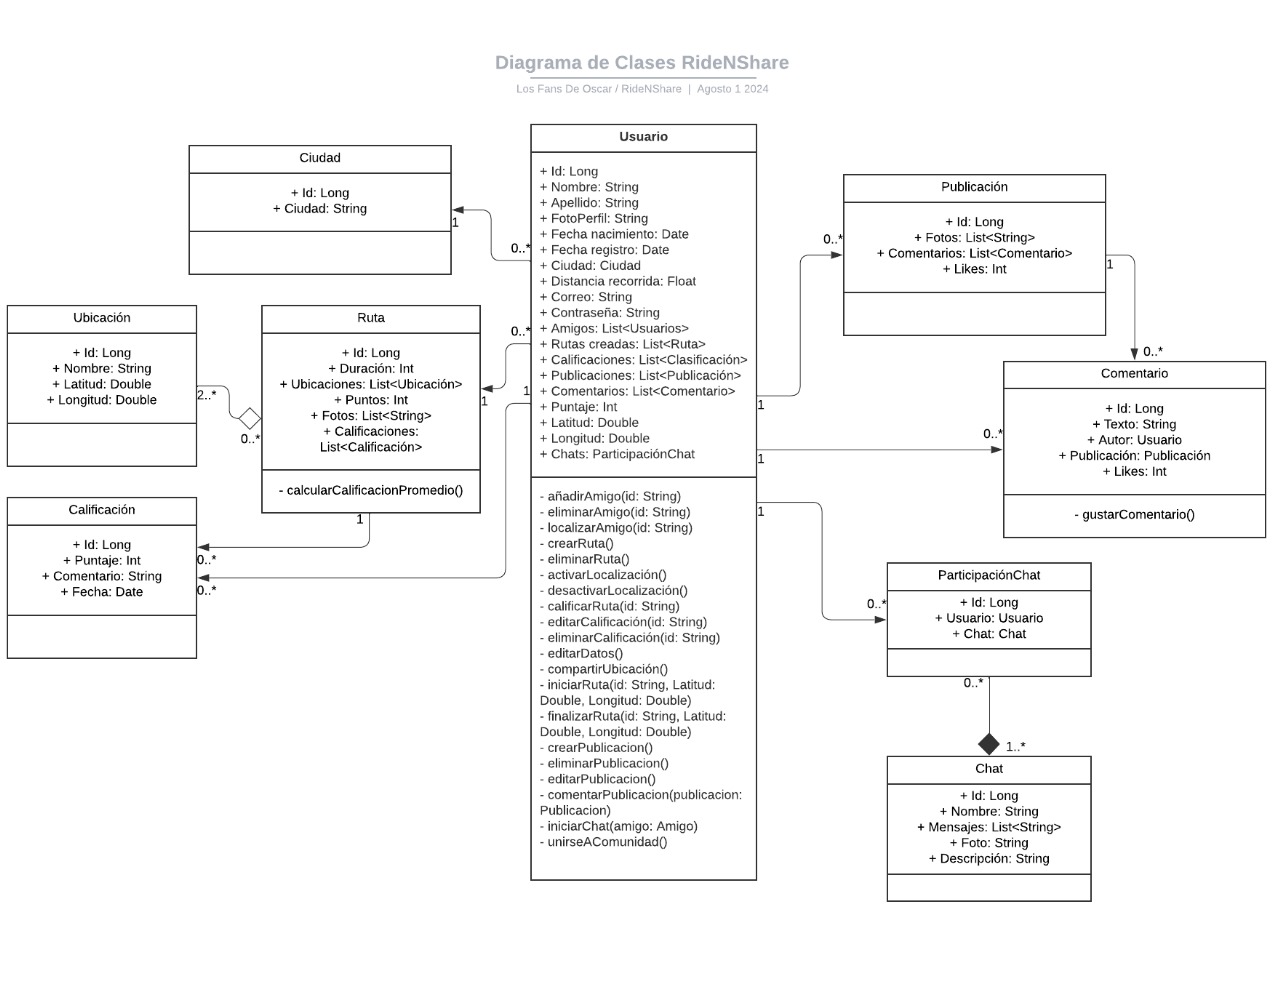 Diagrama de Clases RideNShare
Los Fans De Oscar / RideNShare | Agosto 1 2024
Ciudad
+ Id: Long
+ Ciudad: String
1
Usuario
+ Id: Long
+ Nombre: String
+ Apellido: String
+ FotoPerfil: String
+ Fecha nacimiento: Date
+ Fecha registro: Date
+ Ciudad: Ciudad
+ Distancia recorrida: Float
+ Correo: String
+ Contraseña: String
+ Amigos: List<Usuarios>
+ Rutas creadas: List<Ruta>
+ Calificaciones: List<Clasificación>
+ Publicaciones: List<Publicación>
+ Comentarios: List<Comentario>
+ Puntaje: Int
+ Latitud: Double
+ Longitud: Double
+ Chats: ParticipaciónChat
- añadirAmigo(id: String)
- eliminarAmigo(id: String)
- localizarAmigo(id: String)
- crearRuta()
- eliminarRuta()
- activarLocalización()
- desactivarLocalización()
- calificarRuta(id: String)
- editarCalificación(id: String)
- eliminarCalificación(id: String)
- editarDatos()
- compartirUbicación()
- iniciarRuta(id: String, Latitud:
Double, Longitud: Double)
- finalizarRuta(id: String, Latitud:
Double, Longitud: Double)
- crearPublicacion()
- eliminarPublicacion()
- editarPublicacion()
- comentarPublicacion(publicacion:
Publicacion)
- iniciarChat(amigo: Amigo)
- unirseAComunidad()
0..*
0..*
1
1
1
1
Ubicación
+ Id: Long
+ Nombre: String
+ Latitud: Double
+ Longitud: Double
2..*
0..*
Ruta
+ Id: Long
+ Duración: Int
+ Ubicaciones: List<Ubicación>
+ Puntos: Int
+ Fotos: List<String>
+ Calificaciones:
List<Calificación>
- calcularCalificacionPromedio()
1
1
Calificación
+ Id: Long
+ Puntaje: Int
+ Comentario: String
+ Fecha: Date
0..*
0..*
Publicación
+ Id: Long
+ Fotos: List<String>
+ Comentarios: List<Comentario>
+ Likes: Int
0..*
1
Comentario
+ Id: Long
+ Texto: String
+ Autor: Usuario
+ Publicación: Publicación
+ Likes: Int
- gustarComentario()
0..*
0..*
ParticipaciónChat
+ Id: Long
+ Usuario: Usuario
+ Chat: Chat
0..*
0..*
1..*
Chat
+ Id: Long
+ Nombre: String
+ Mensajes: List<String>
+ Foto: String
+ Descripción: String